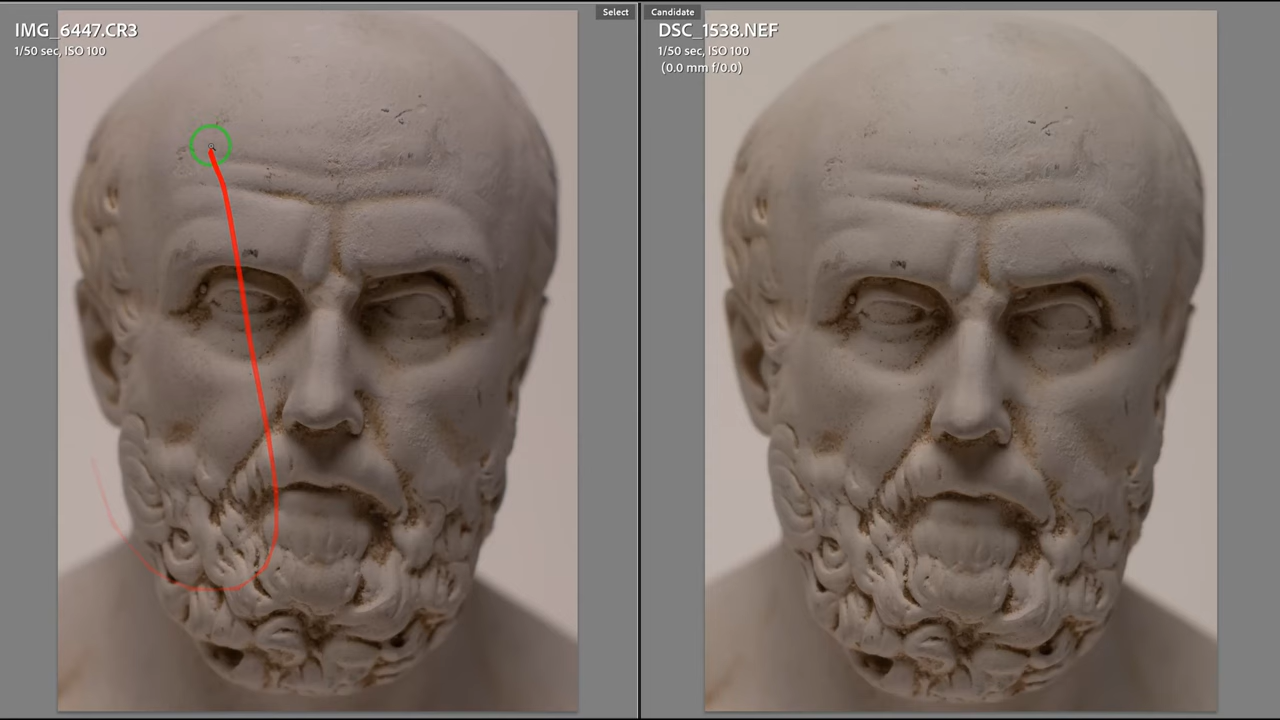 Select
Candidate
IMG_6447.CR3
1/50 sec, ISO 100
DSC_1538.NEF
1/50 sec, ISO 100
(0.0 mm f/0.0)